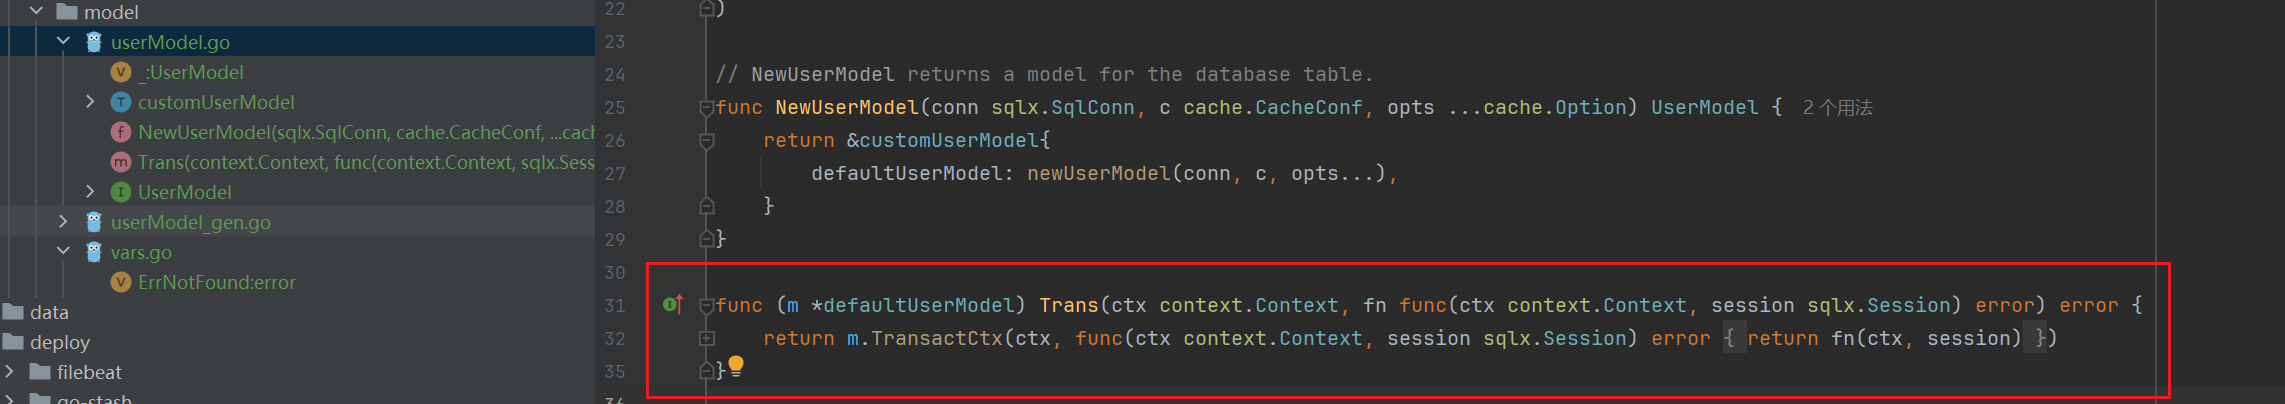 model
userModel.go
V _:UserModel
T customUserModel
f NewUserModel(sqlx.SqlConn, cache.CacheConf, ...cac
m Trans(context.Context, func(context.Context, sqlx.Sess
I UserModel
userModel_gen.go
vars.go
V ErrNotFound:error
data
deploy
filebeat
go-stash
22 )
23
24 // NewUserModel returns a model for the database table.
25 func NewUserModel(conn sqlx.SqlConn, c cache.CacheConf, opts ...cache.Option) UserModel { 2 个用法
26 return &customUserModel{
27 defaultUserModel: newUserModel(conn, c, opts...),
28 }
29 }
30
31 func (m *defaultUserModel) Trans(ctx context.Context, fn func(ctx context.Context, session sqlx.Session) error) error {
32 return m.TransactCtx(ctx, func(ctx context.Context, session sqlx.Session) error { return fn(ctx, session) })
35 }
36